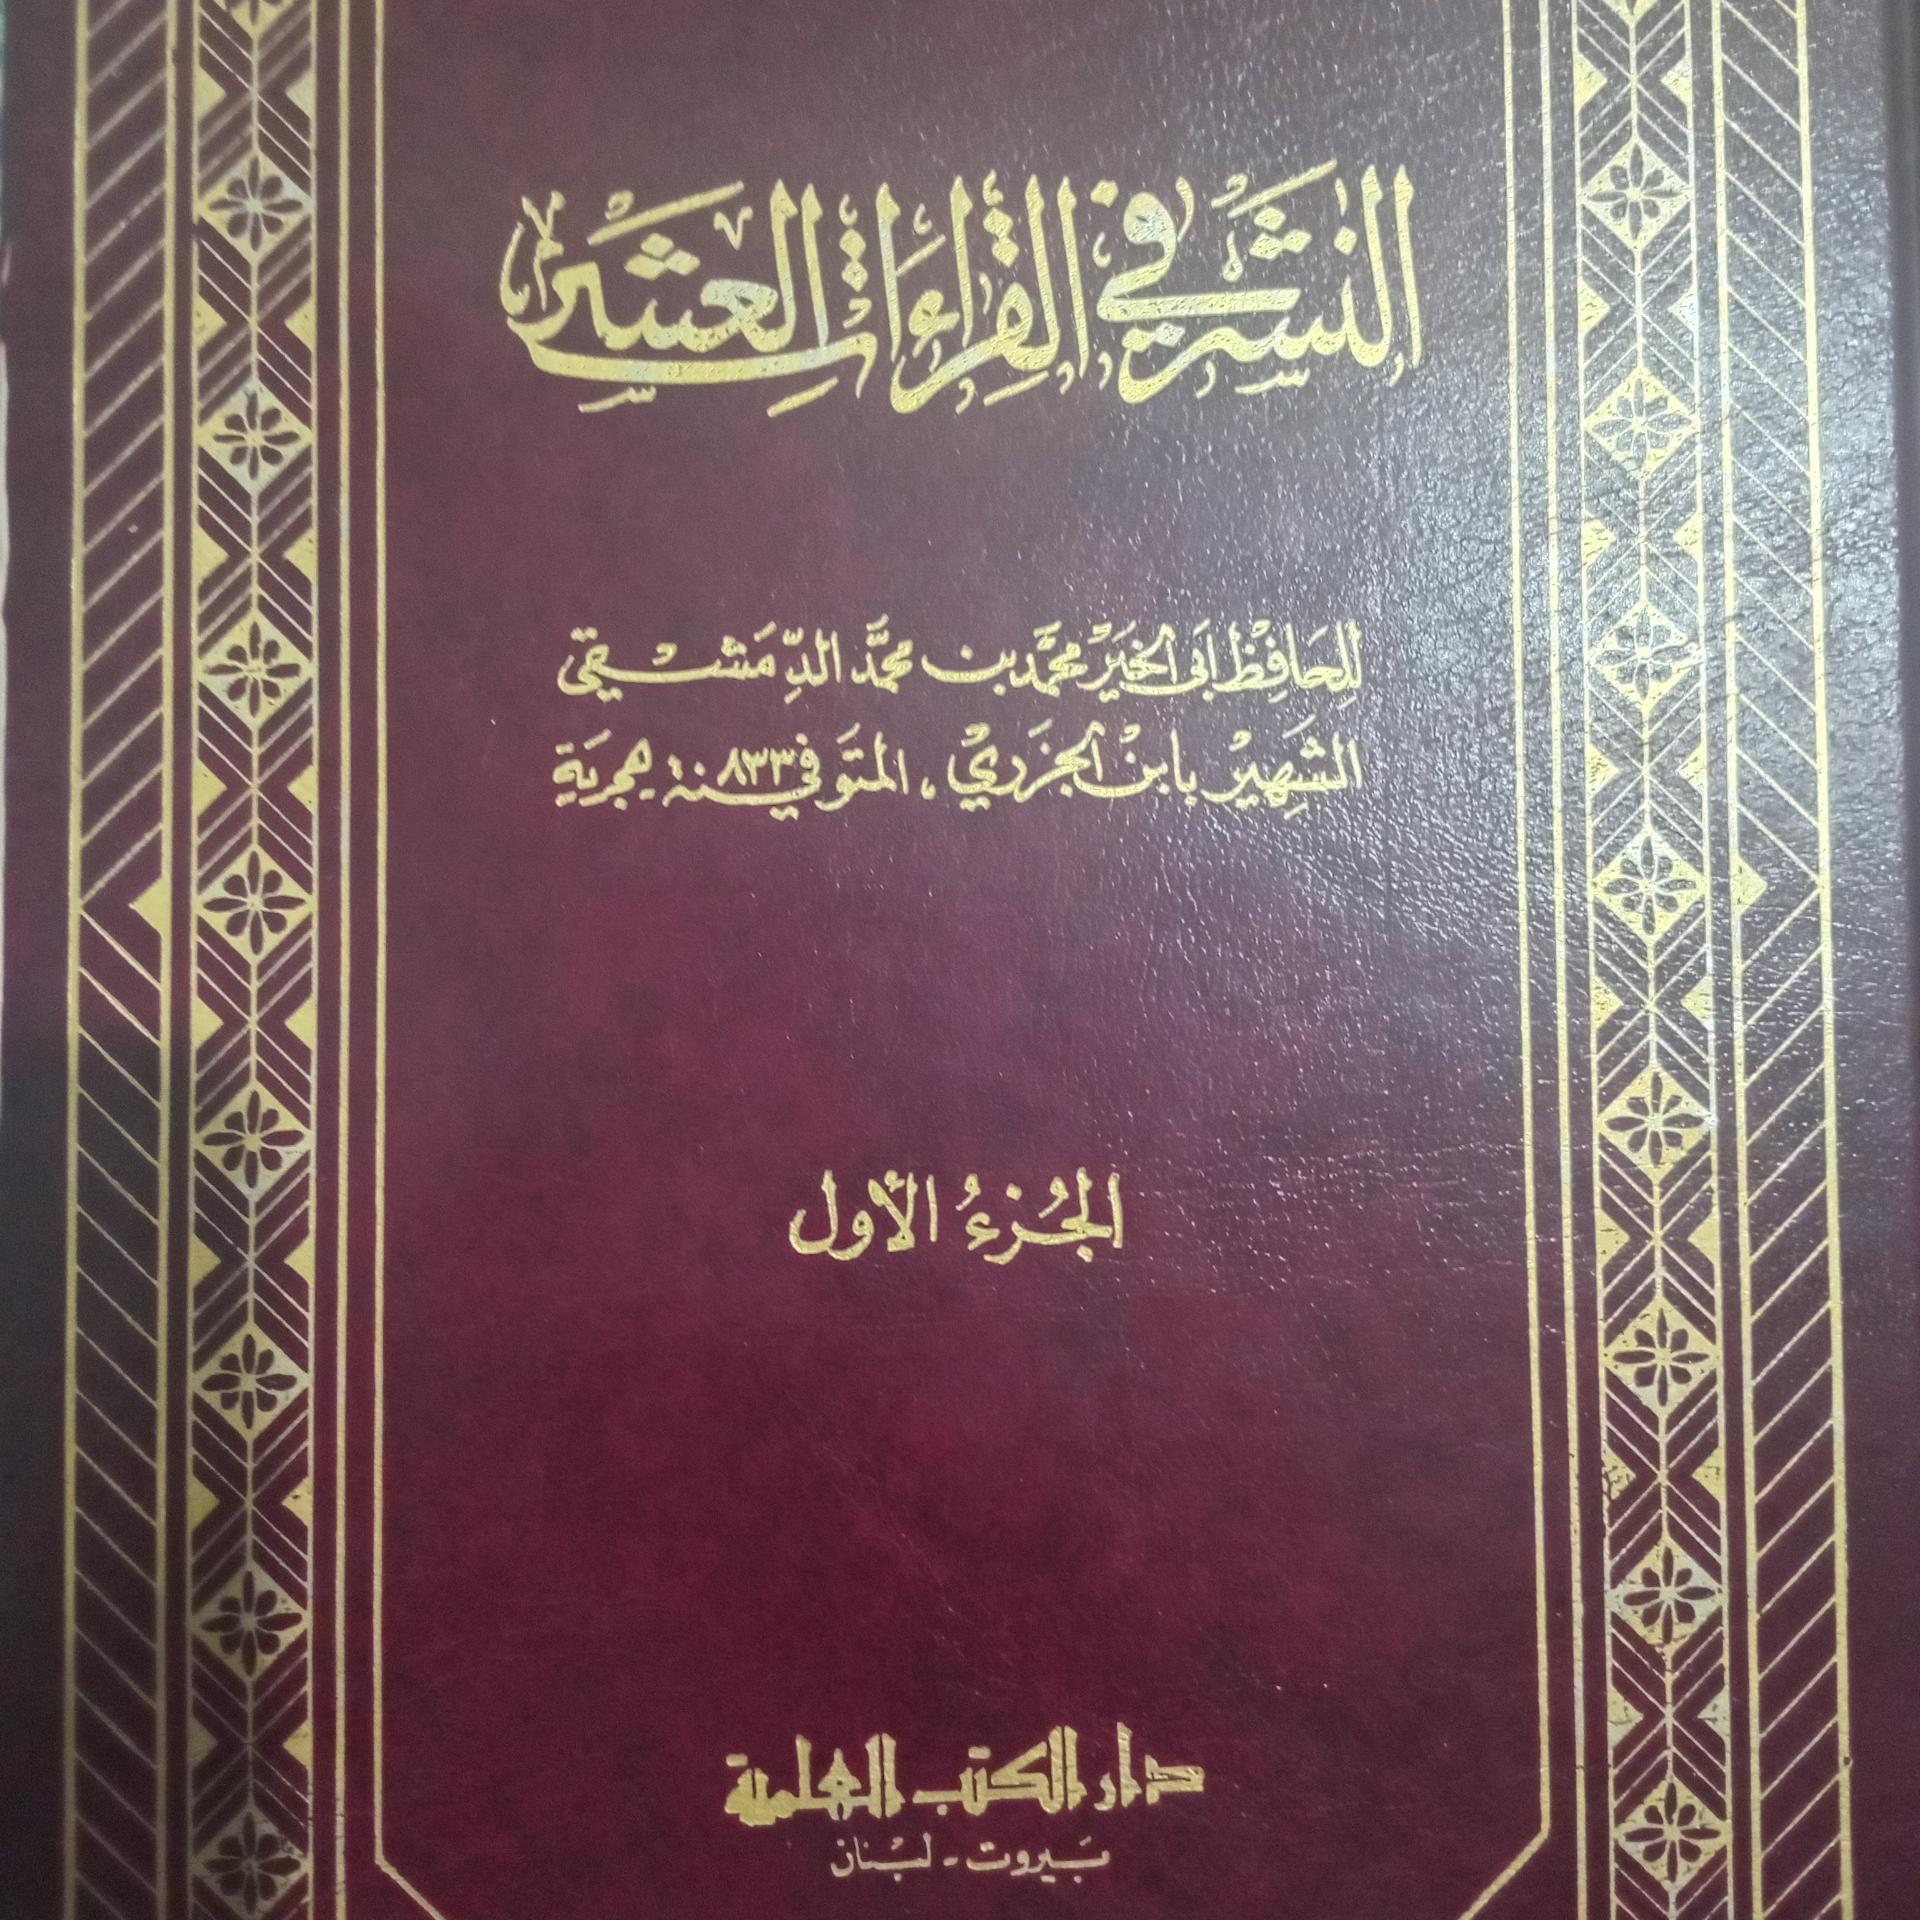 النشر في القراءات العشر
للحافظ أبي الخير محمد بن محمد الدمشقي
الشهير بابن الجزري، المتوفي سنة ٨٣٣ هجرية
الجزء الأول
دار الكتب العلمية
بيروت - لبنان